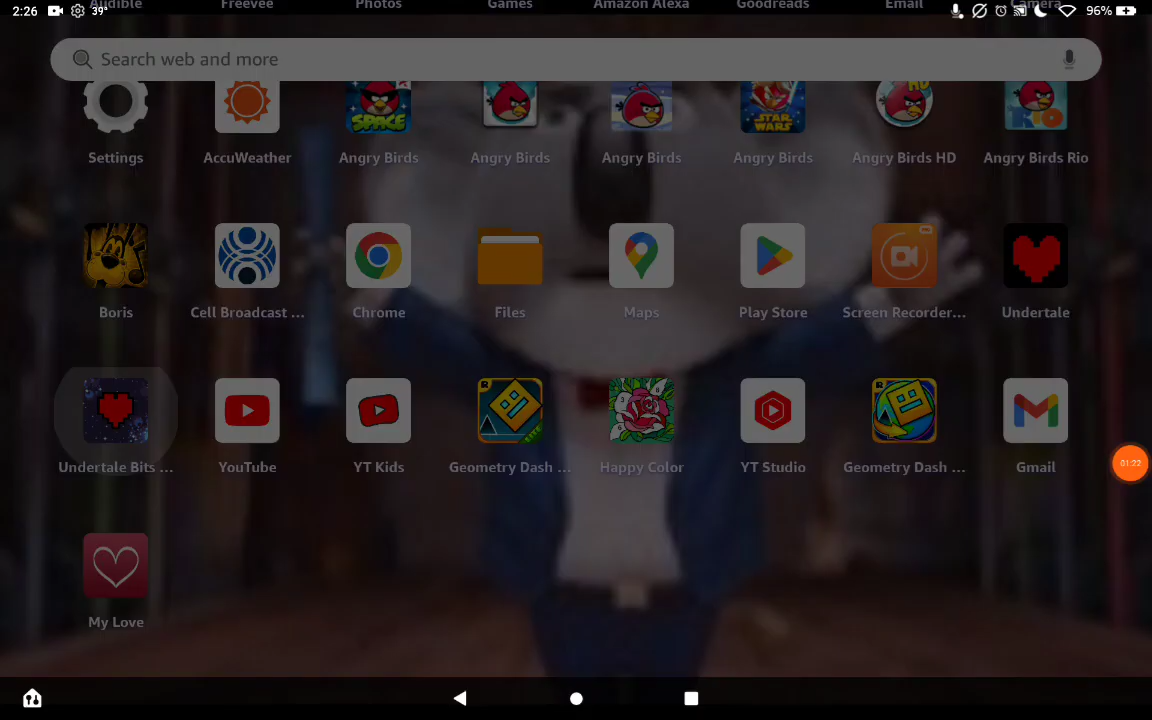 2:26 39° 96%
Audible Freevee Photos Games Amazon Alexa Goodreads Email Camera
Search web and more
Settings AccuWeather Angry Birds Angry Birds Angry Birds Angry Birds Angry Birds HD Angry Birds Rio
Boris Cell Broadcast ... Chrome Files Maps Play Store Screen Recorder... Undertale
Undertale Bits ... YouTube YT Kids Geometry Dash ... Happy Color YT Studio Geometry Dash ... Gmail
01:22
My Love